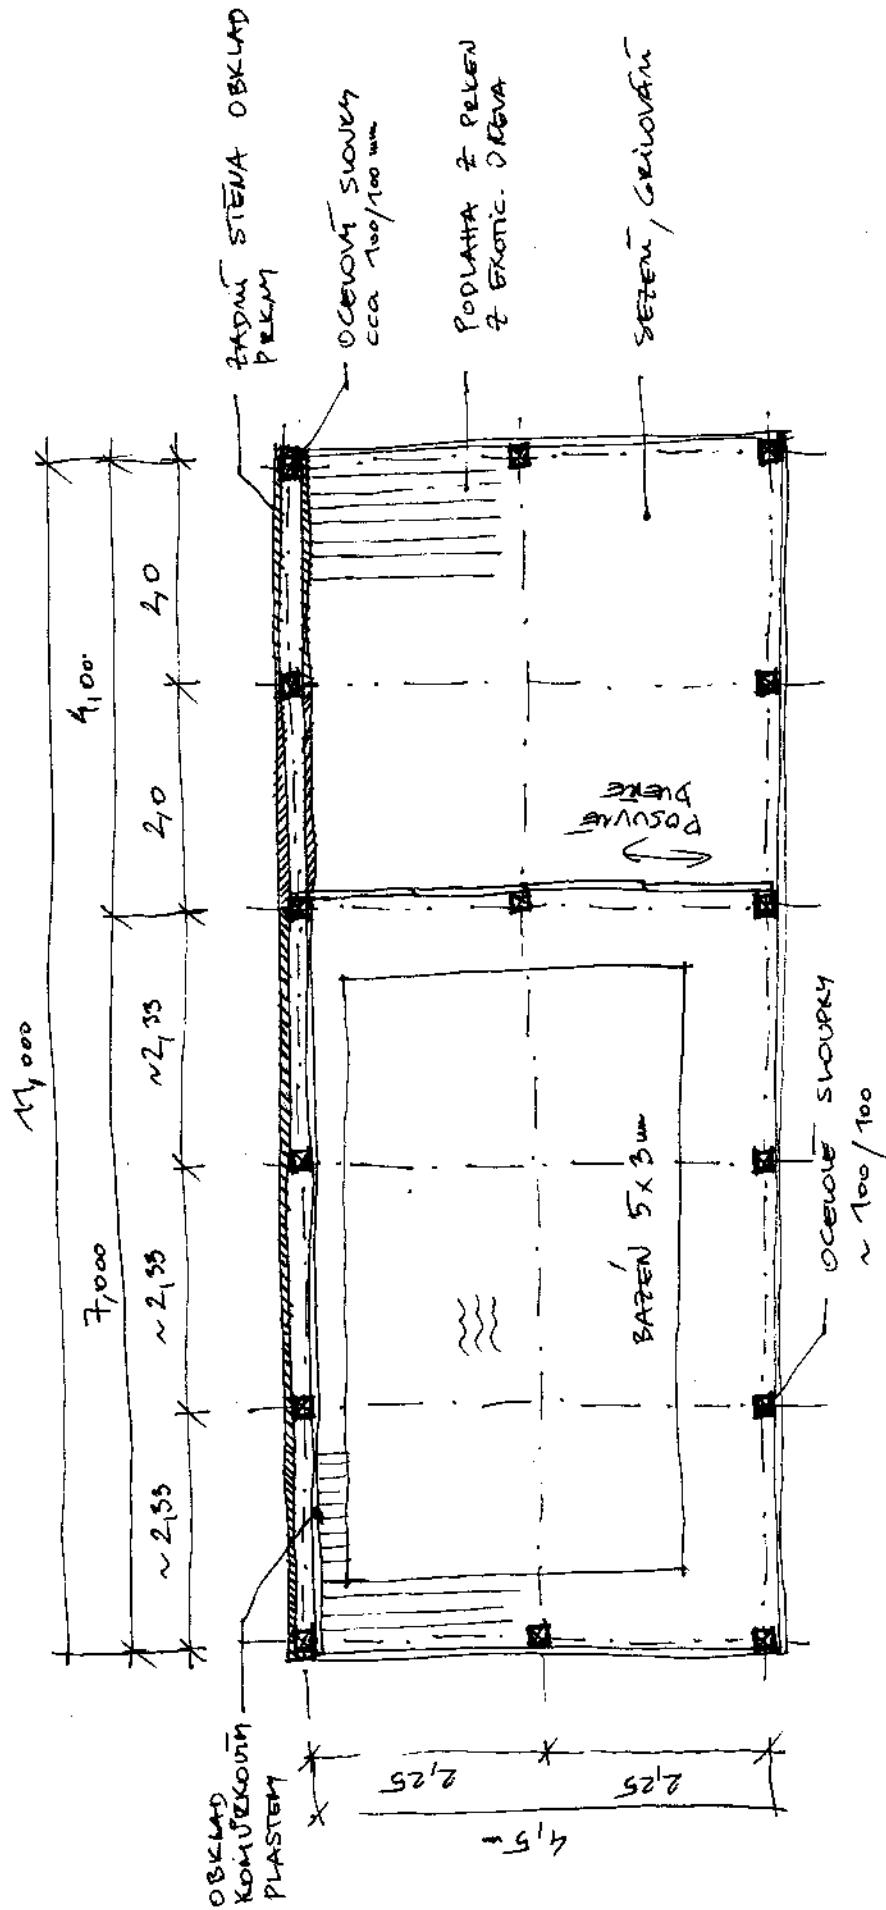 11,000
7,000
4,00
~2,33
~2,33
~2,33
2,0
2,0
ZADNÍ STĚNA OBKLAD
PRKNY
OCELOVÝ SLOUPKY
cca 100/100 mm
PODLAHA Z PRKEN
Z EXOTIC. DŘEVA
SEZENÍ, GRILOVÁNÍ
POSUVNÉ
DVEŘE
BAZÉN 5 x 3 m
OCELOVÉ SLOUPKY
~ 100/100
OBKLAD
KOMŮRKOVÝM
PLASTEM
2,25
2,25
4,5 m